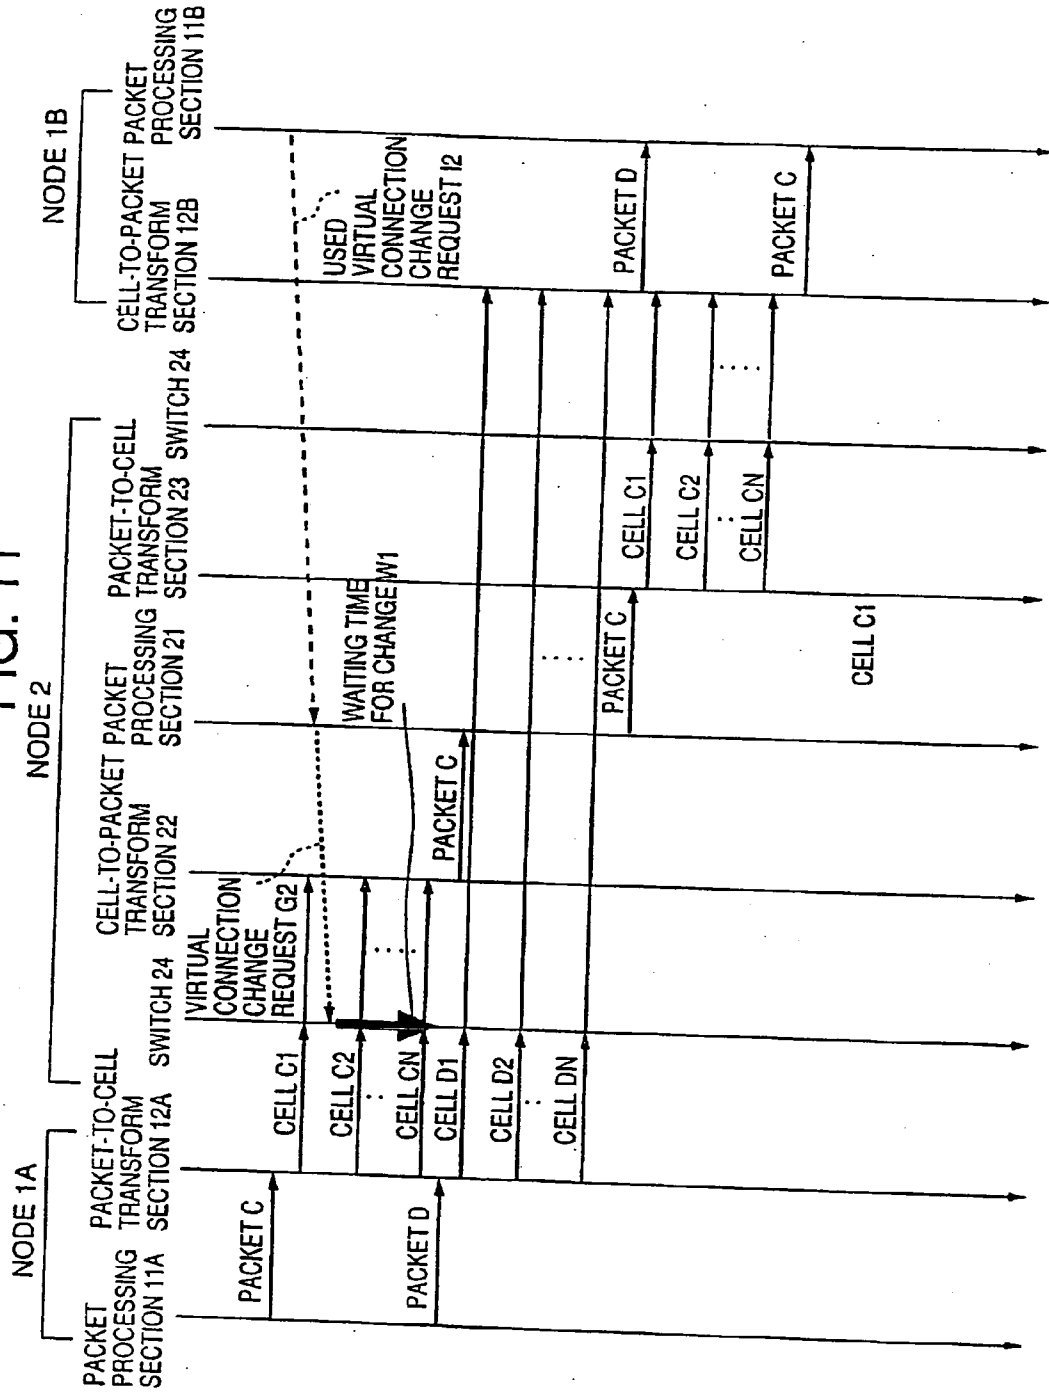 FIG. 11
NODE 1A
NODE 2
NODE 1B
PACKET
PROCESSING
SECTION 11A
PACKET-TO-CELL
TRANSFORM
SECTION 12A
SWITCH 24
CELL-TO-PACKET
TRANSFORM
SECTION 22
PACKET
PROCESSING
SECTION 21
PACKET-TO-CELL
TRANSFORM
SECTION 23
SWITCH 24
CELL-TO-PACKET
TRANSFORM
SECTION 12B
PACKET
PROCESSING
SECTION 11B
VIRTUAL
CONNECTION
CHANGE
REQUEST G2
USED
VIRTUAL
CONNECTION
CHANGE
REQUEST I2
WAITING TIME
FOR CHANGE W1
PACKET C
CELL C1
CELL C2
CELL CN
PACKET D
CELL D1
CELL D2
CELL DN
PACKET C
PACKET C
CELL C1
CELL C2
CELL CN
CELL C1
PACKET D
PACKET C